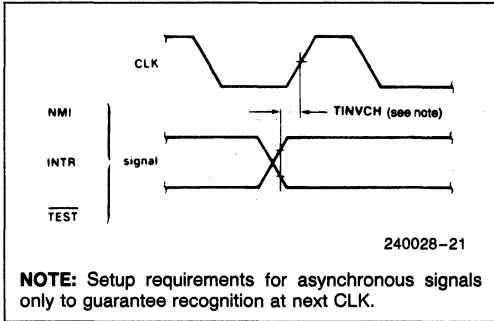 CLK
TINVCH (see note)
NMI
INTR
signal
TEST
240028-21
NOTE: Setup requirements for asynchronous signals
only to guarantee recognition at next CLK.